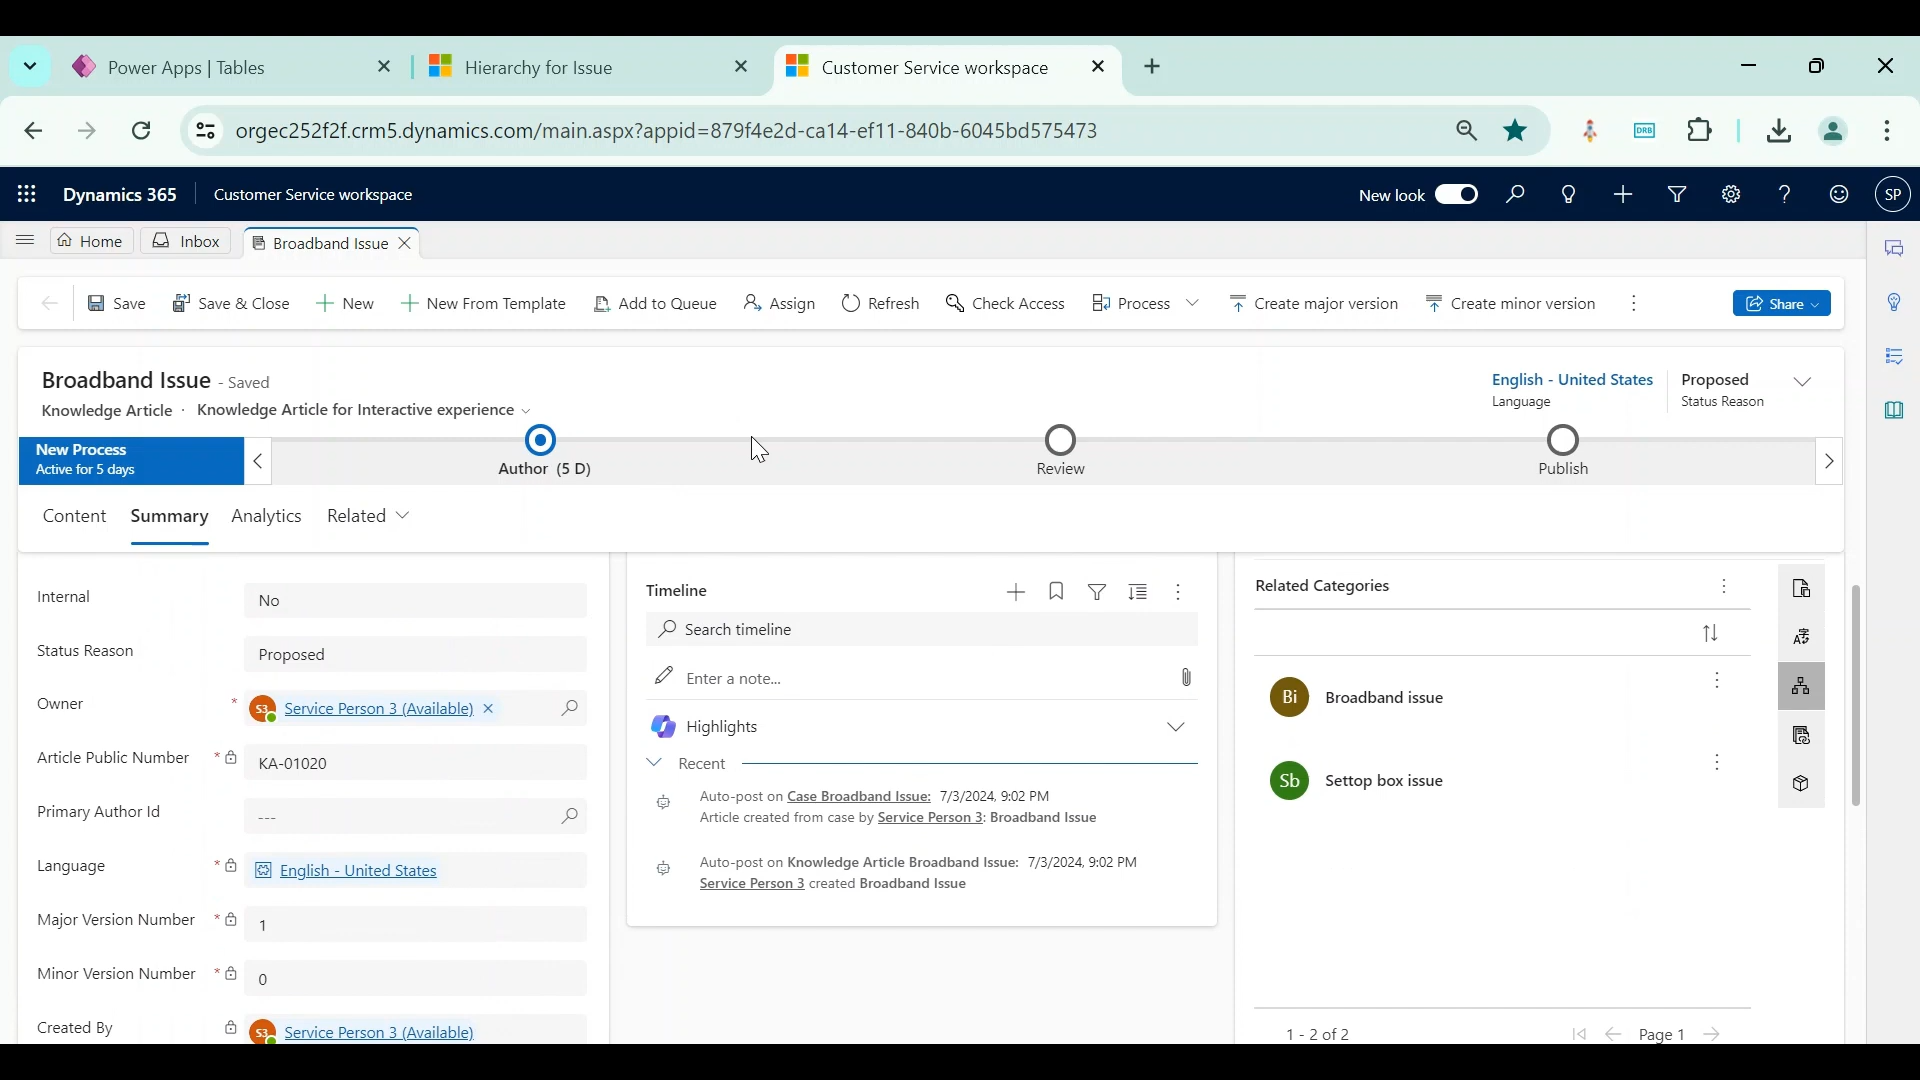 Power Apps | Tables
Hierarchy for Issue
Customer Service workspace
orgec252f2f.crm5.dynamics.com/main.aspx?appid=879f4e2d-ca14-ef11-840b-6045bd575473
DRB
Dynamics 365
Customer Service workspace
New look
SP
Home
Inbox
Broadband Issue
Save
Save & Close
New
New From Template
Add to Queue
Assign
Refresh
Check Access
Process
Create major version
Create minor version
Share
Broadband Issue - Saved
Knowledge Article · Knowledge Article for Interactive experience
English - United States
Language
Proposed
Status Reason
New Process
Active for 5 days
Author (5 D)
Review
Publish
Content
Summary
Analytics
Related
Internal
No
Status Reason
Proposed
Owner *
S3 Service Person 3 (Available)
Article Public Number *
KA-01020
Primary Author Id
---
Language *
English - United States
Major Version Number *
1
Minor Version Number *
0
Created By
S3 Service Person 3 (Available)
Timeline
Search timeline
Enter a note...
Highlights
Recent
Auto-post on Case Broadband Issue: 7/3/2024, 9:02 PM
Article created from case by Service Person 3: Broadband Issue
Auto-post on Knowledge Article Broadband Issue: 7/3/2024, 9:02 PM
Service Person 3 created Broadband Issue
Related Categories
Bi Broadband issue
Sb Settop box issue
1 - 2 of 2
Page 1